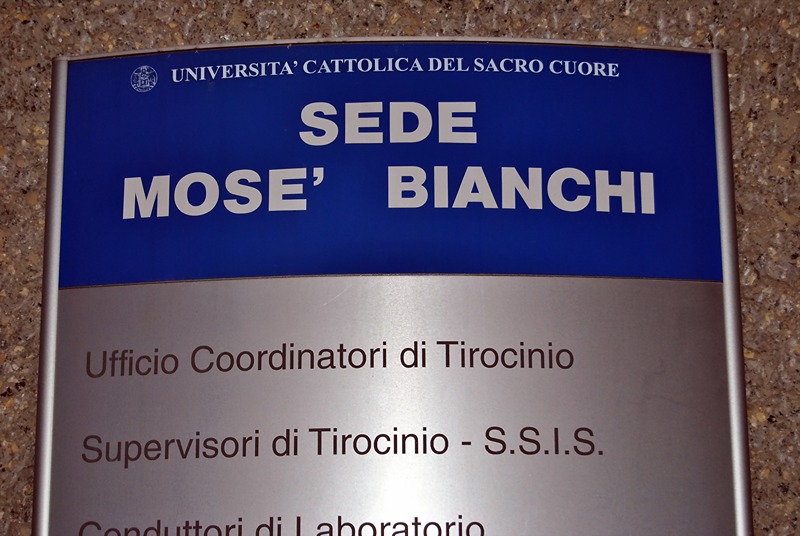 UNIVERSITA' CATTOLICA DEL SACRO CUORE
SEDE
MOSE' BIANCHI
Ufficio Coordinatori di Tirocinio
Supervisori di Tirocinio - S.S.I.S.
Conduttori di Laboratorio